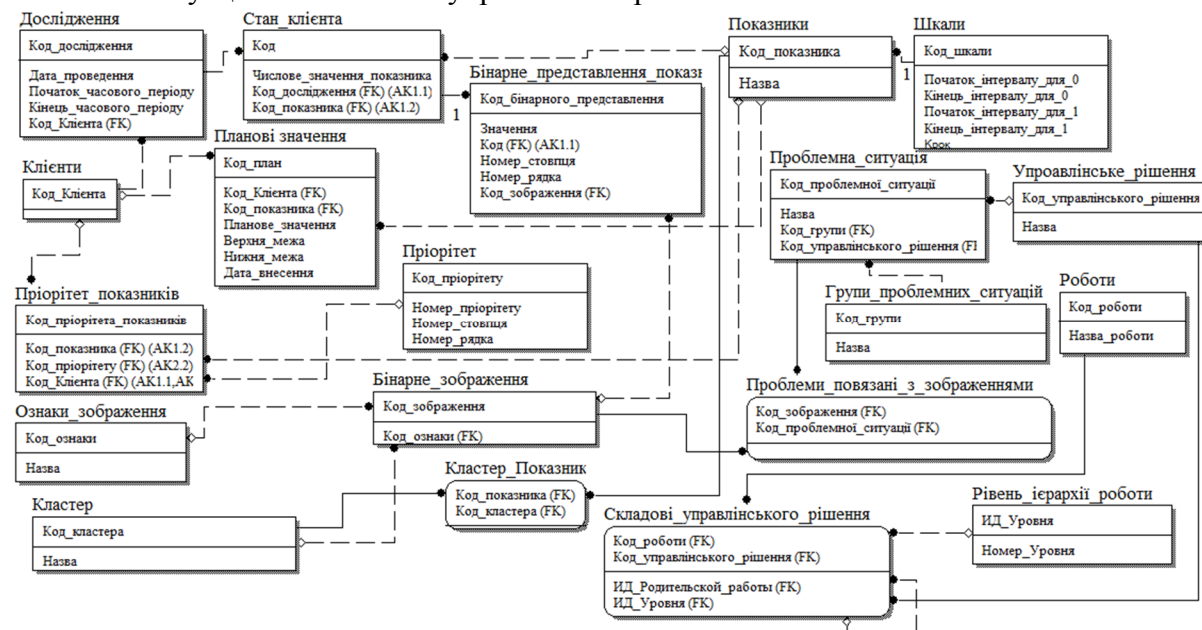 Дослідження
Код_дослідження
Дата_проведення
Початок_часового_періоду
Кінець_часового_періоду
Код_Клієнта (FK)
Стан_клієнта
Код
Числове_значення_показника
Код_дослідження (FK) (AK1.1)
Код_показника (FK) (AK1.2)
Бінарне_представлення_показн
Код_бінарного_представлення
1
Значення
Код (FK) (AK1.1)
Номер_стовпця
Номер_рядка
Код_зображення (FK)
Показники
Код_показника
Назва
Шкали
Код_шкали
1
Початок_інтервалу_для_0
Кінець_інтервалу_для_0
Початок_інтервалу_для_1
Кінець_інтервалу_для_1
Крок
Клієнти
Код_Клієнта
Планові значення
Код_план
Код_Клієнта (FK)
Код_показника (FK)
Планове_значення
Верхня_межа
Нижня_межа
Дата_внесення
Проблемна_ситуація
Код_проблемної_ситуації
Назва
Код_групи (FK)
Код_управлінського_рішення (FI
Упроавлінське_рішення
Код_управлінського_рішення
Назва
Пріорітет
Код_пріорітету
Номер_пріорітету
Номер_стовпця
Номер_рядка
Групи_проблемних_ситуацій
Код_групи
Назва
Роботи
Код_роботи
Назва_роботи
Пріорітет_показників
Код_пріорітета_показників
Код_показника (FK) (AK1.2)
Код_пріорітету (FK) (AK2.2)
Код_Клієнта (FK) (AK1.1,AK
Бінарне_зображення
Код_зображення
Код_ознаки (FK)
Проблеми_повязані_з_зображеннями
Код_зображення (FK)
Код_проблемної_ситуації (FK)
Ознаки_зображення
Код_ознаки
Назва
Кластер_Показник
Код_показника (FK)
Код_кластера (FK)
Кластер
Код_кластера
Назва
Складові_управлінського_рішення
Код_роботи (FK)
Код_управлінського_рішення (FK)
ИД_Родительской_работы (FK)
ИД_Уровня (FK)
Рівень_ієрархії_роботи
ИД_Уровня
Номер_Уровня